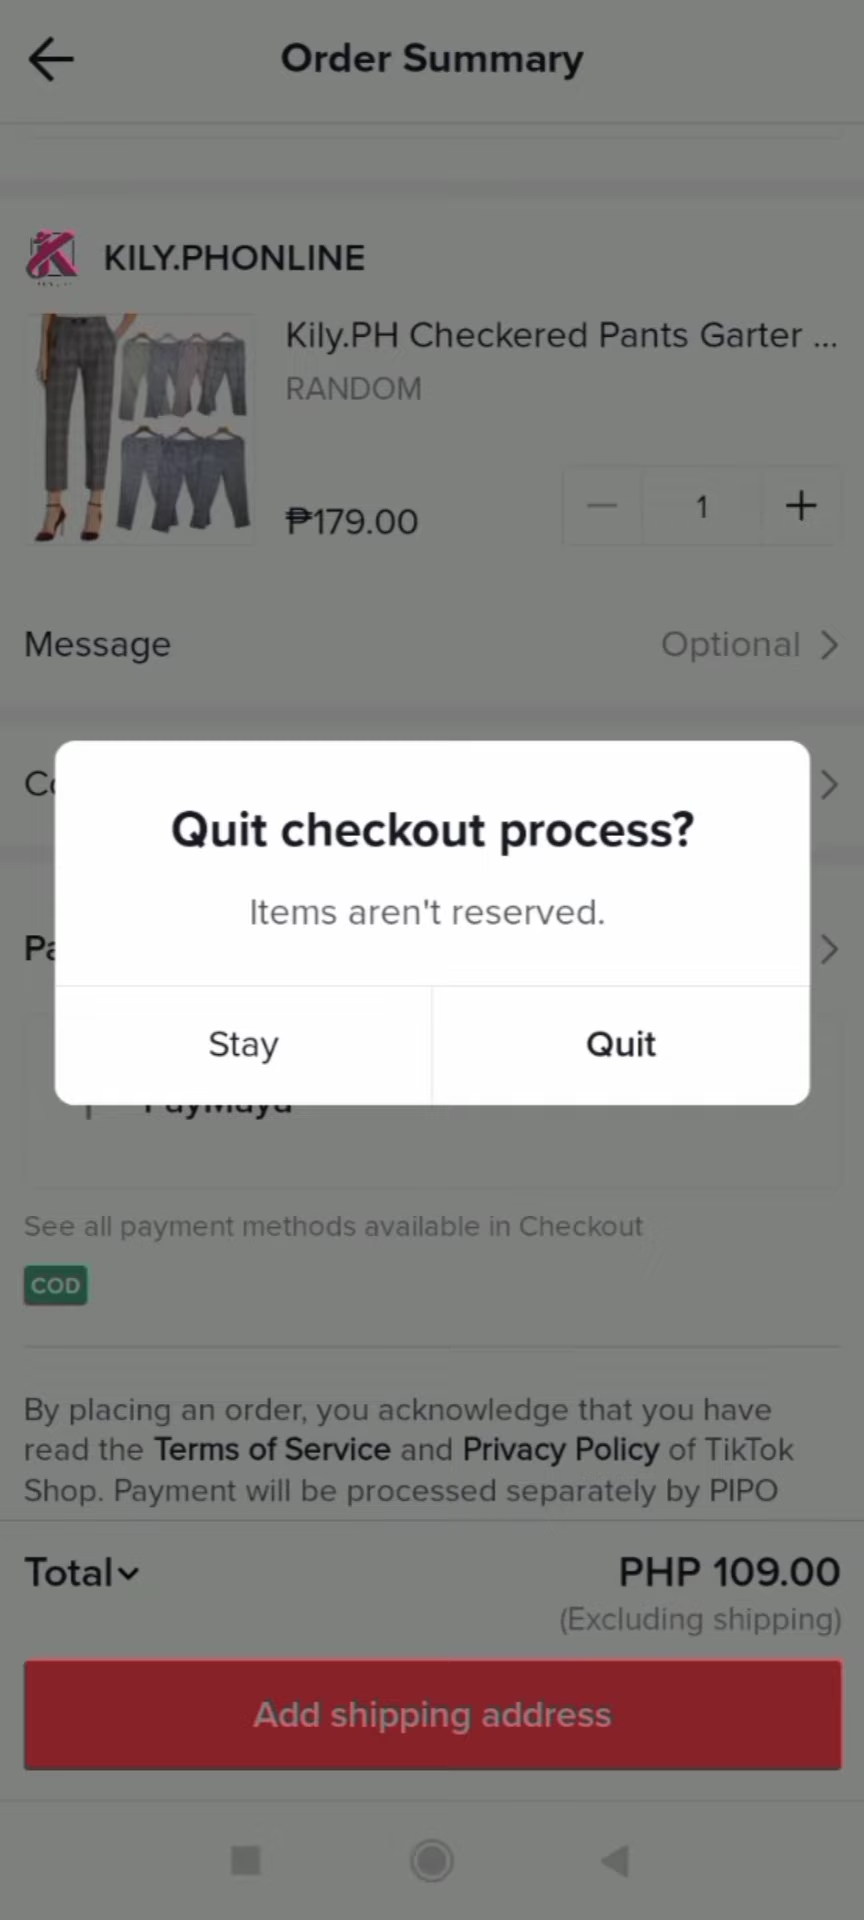 Order Summary
KILY.PHONLINE
Kily.PH Checkered Pants Garter ...
RANDOM
₱179.00
1
Message
Optional
Quit checkout process?
Items aren't reserved.
Stay
Quit
See all payment methods available in Checkout
COD
By placing an order, you acknowledge that you have
read the Terms of Service and Privacy Policy of TikTok
Shop. Payment will be processed separately by PIPO
Total
PHP 109.00
(Excluding shipping)
Add shipping address